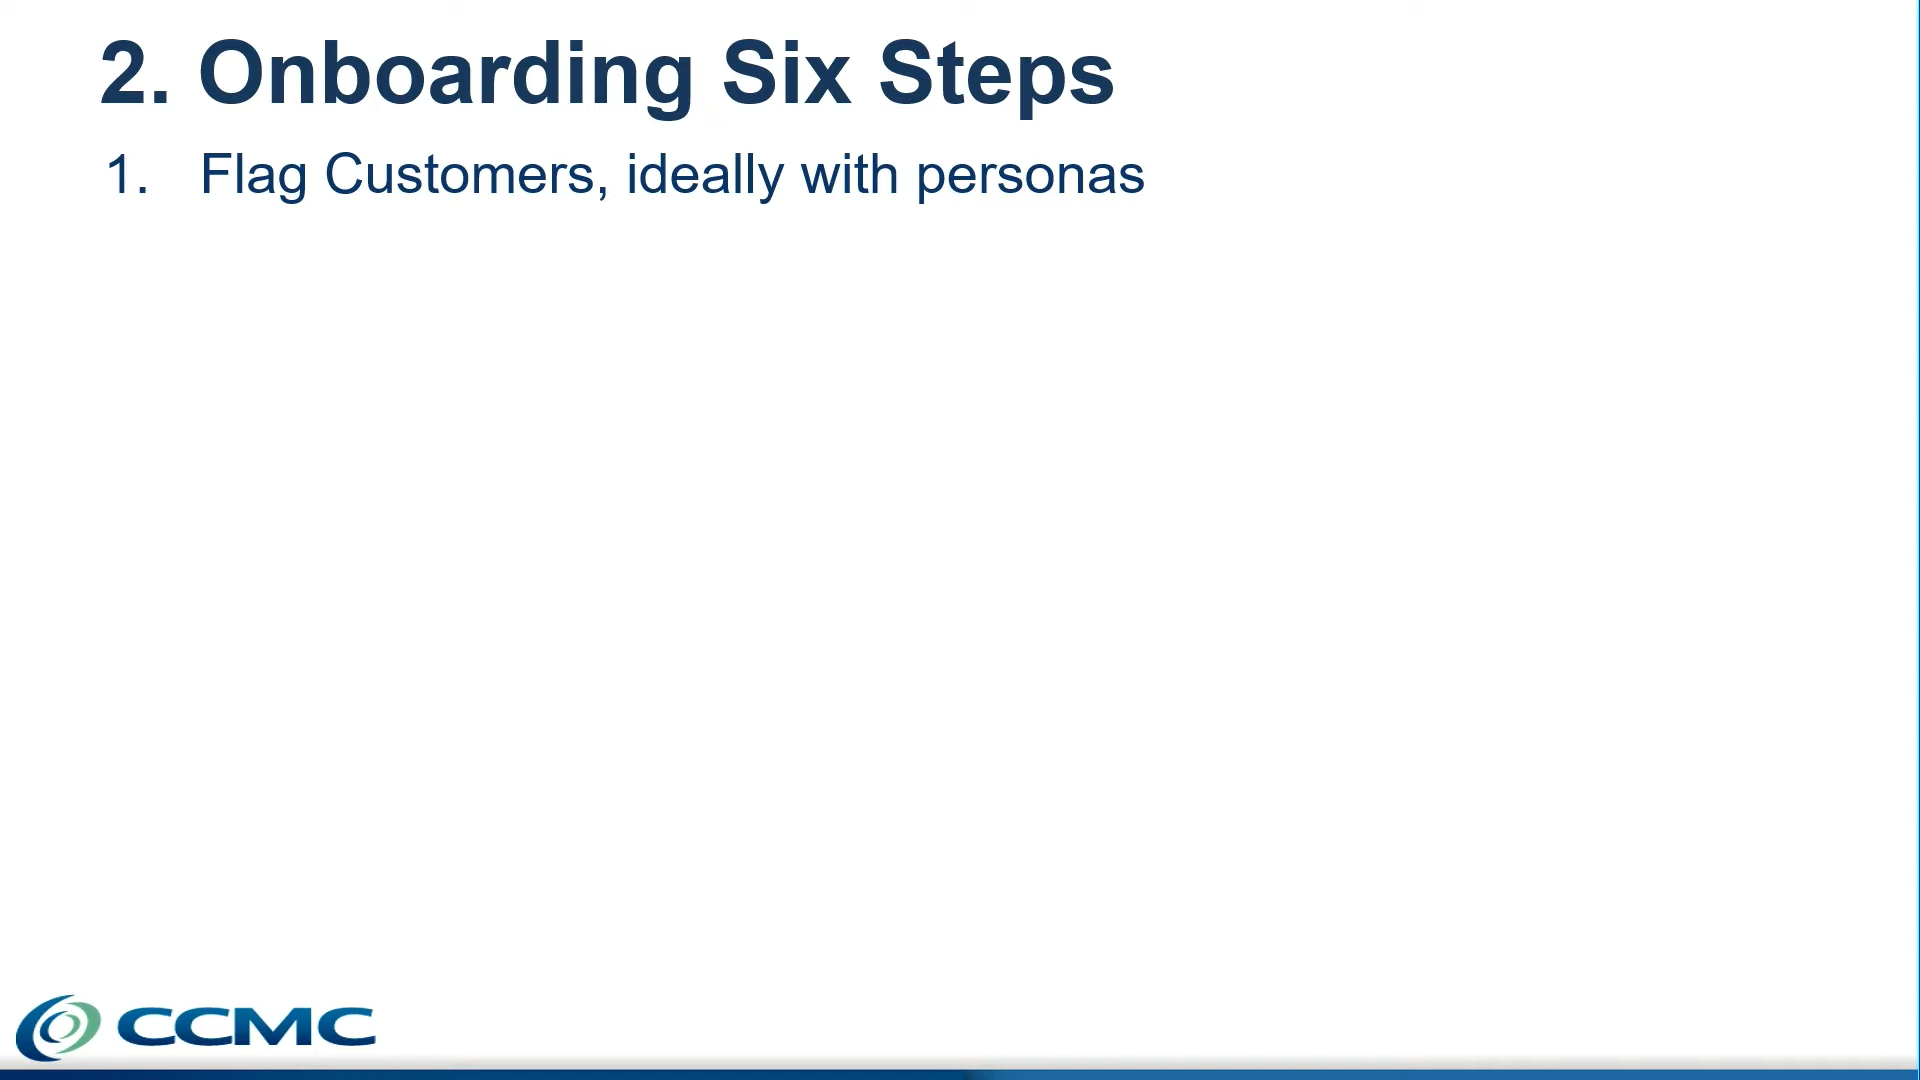 2. Onboarding Six Steps
1. Flag Customers, ideally with personas
CCMC